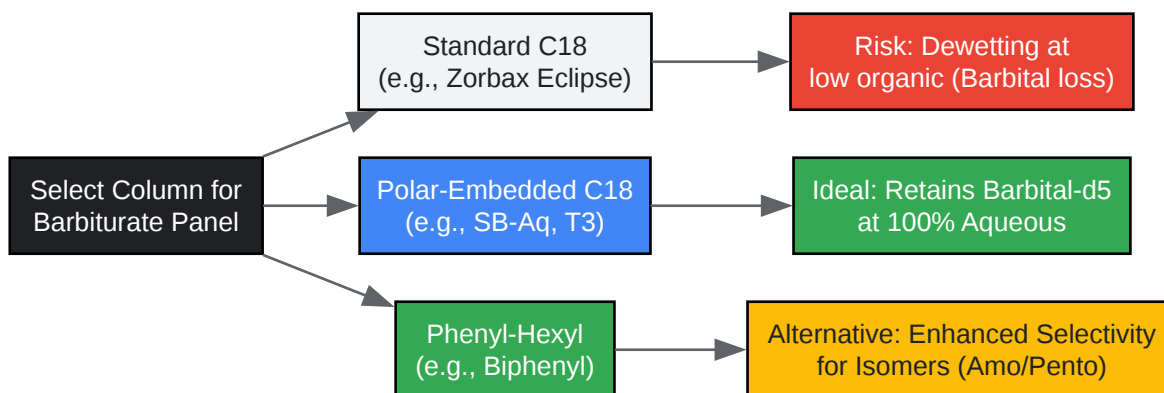 Standard C18
(e.g., Zorbax Eclipse)
Risk: Dewetting at
low organic (Barbital loss)
Select Column for
Barbiturate Panel
Polar-Embedded C18
(e.g., SB-Aq, T3)
Ideal: Retains Barbital-d5
at 100% Aqueous
Phenyl-Hexyl
(e.g., Biphenyl)
Alternative: Enhanced Selectivity
for Isomers (Amo/Pento)